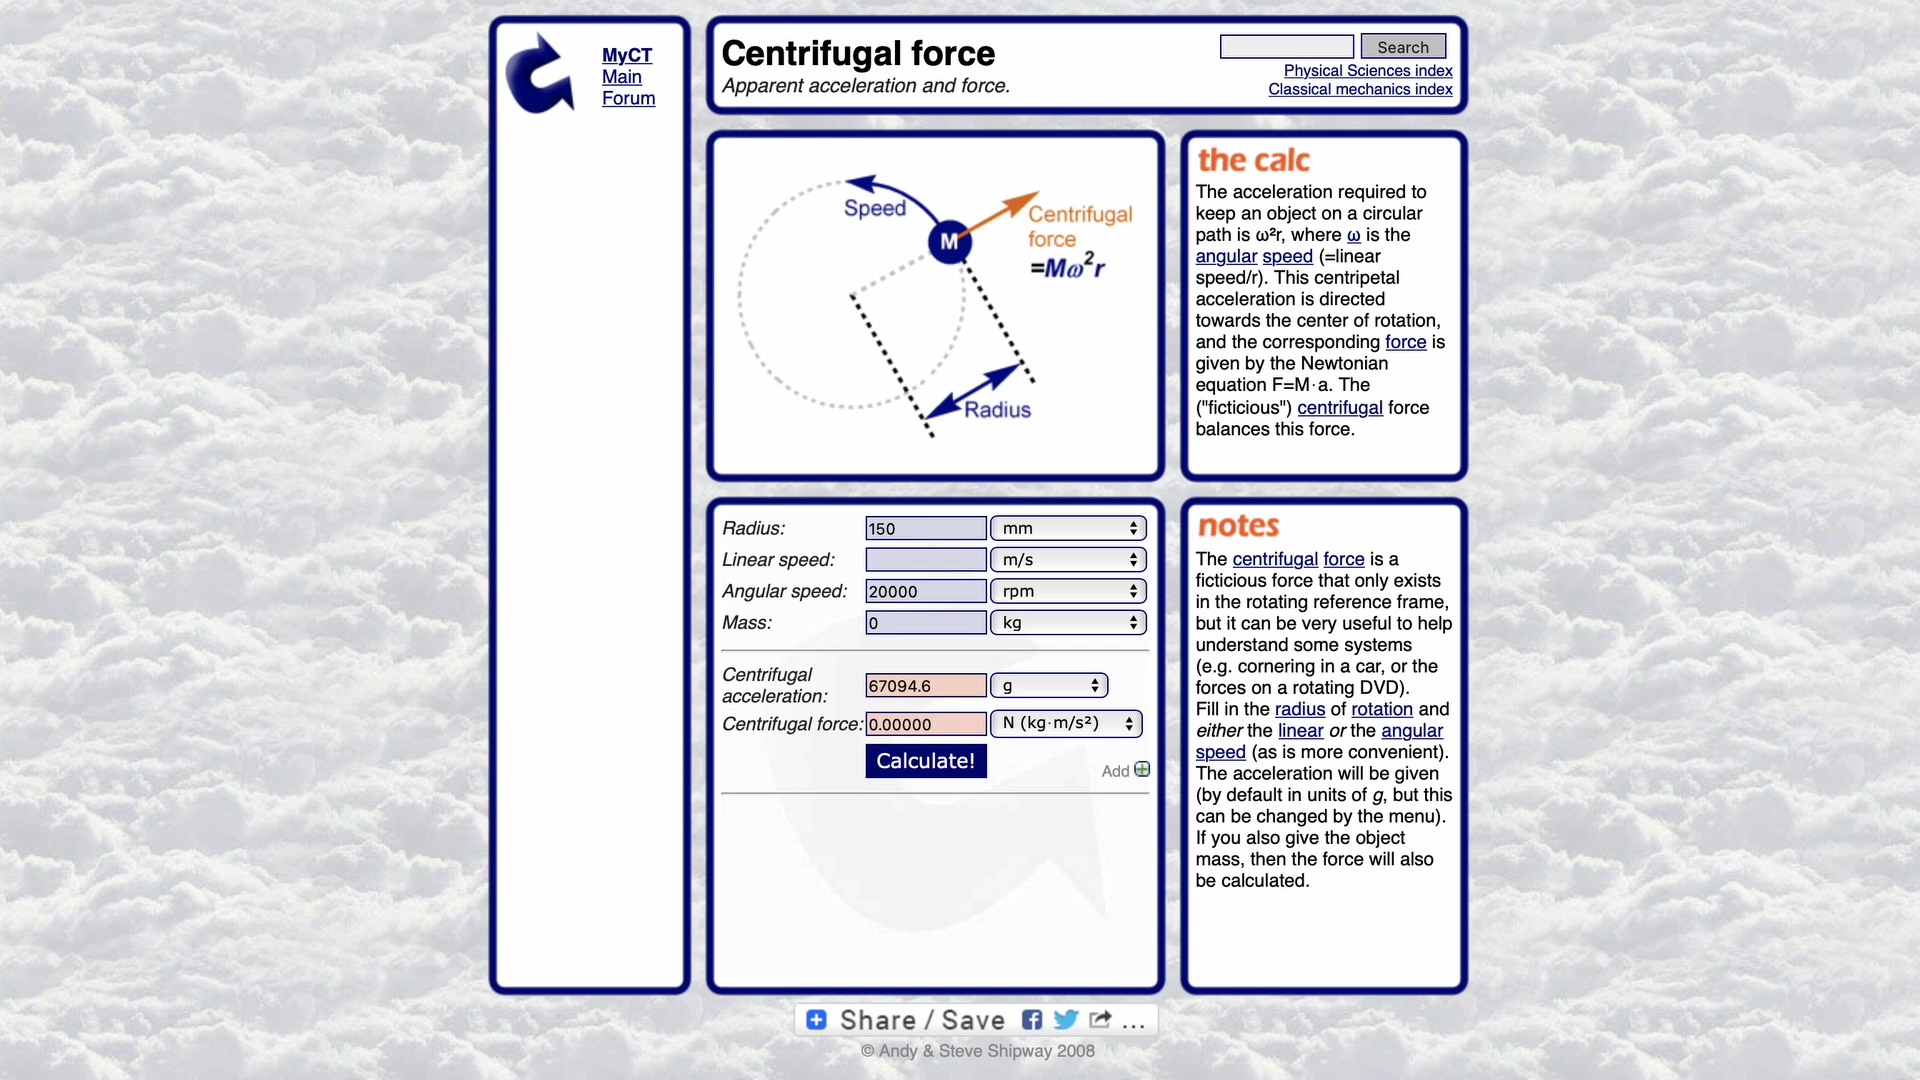 MyCT
Main
Forum
Centrifugal force
Apparent acceleration and force.
Search
Physical Sciences index
Classical mechanics index
Speed
M
Centrifugal
force
=Mω²r
Radius
the calc
The acceleration required to
keep an object on a circular
path is ω²r, where ω is the
angular speed (=linear
speed/r). This centripetal
acceleration is directed
towards the center of rotation,
and the corresponding force is
given by the Newtonian
equation F=M·a. The
("ficticious") centrifugal force
balances this force.
Radius: 150 mm
Linear speed: m/s
Angular speed: 20000 rpm
Mass: 0 kg
Centrifugal
acceleration: 67094.6 g
Centrifugal force: 0.00000 N (kg·m/s²)
Calculate!
Add
notes
The centrifugal force is a
ficticious force that only exists
in the rotating reference frame,
but it can be very useful to help
understand some systems
(e.g. cornering in a car, or the
forces on a rotating DVD).
Fill in the radius of rotation and
either the linear or the angular
speed (as is more convenient).
The acceleration will be given
(by default in units of g, but this
can be changed by the menu).
If you also give the object
mass, then the force will also
be calculated.
Share / Save ...
© Andy & Steve Shipway 2008